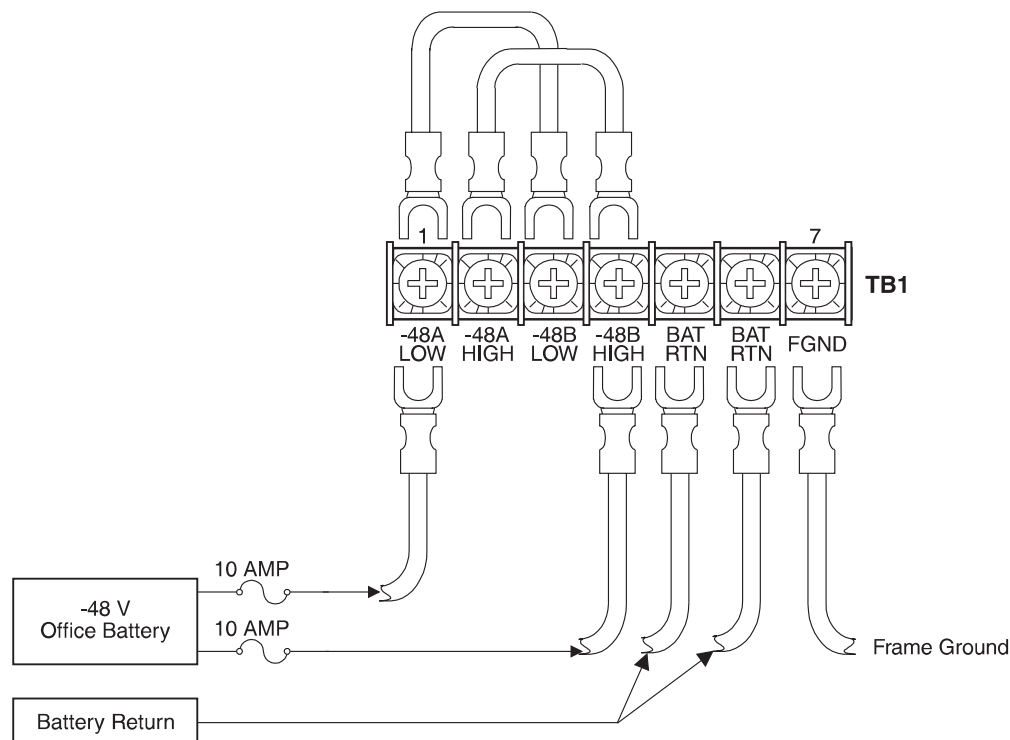 1
7
TB1
-48A
LOW
-48A
HIGH
-48B
LOW
-48B
HIGH
BAT
RTN
BAT
RTN
FGND
10 AMP
-48 V
Office Battery
10 AMP
Frame Ground
Battery Return